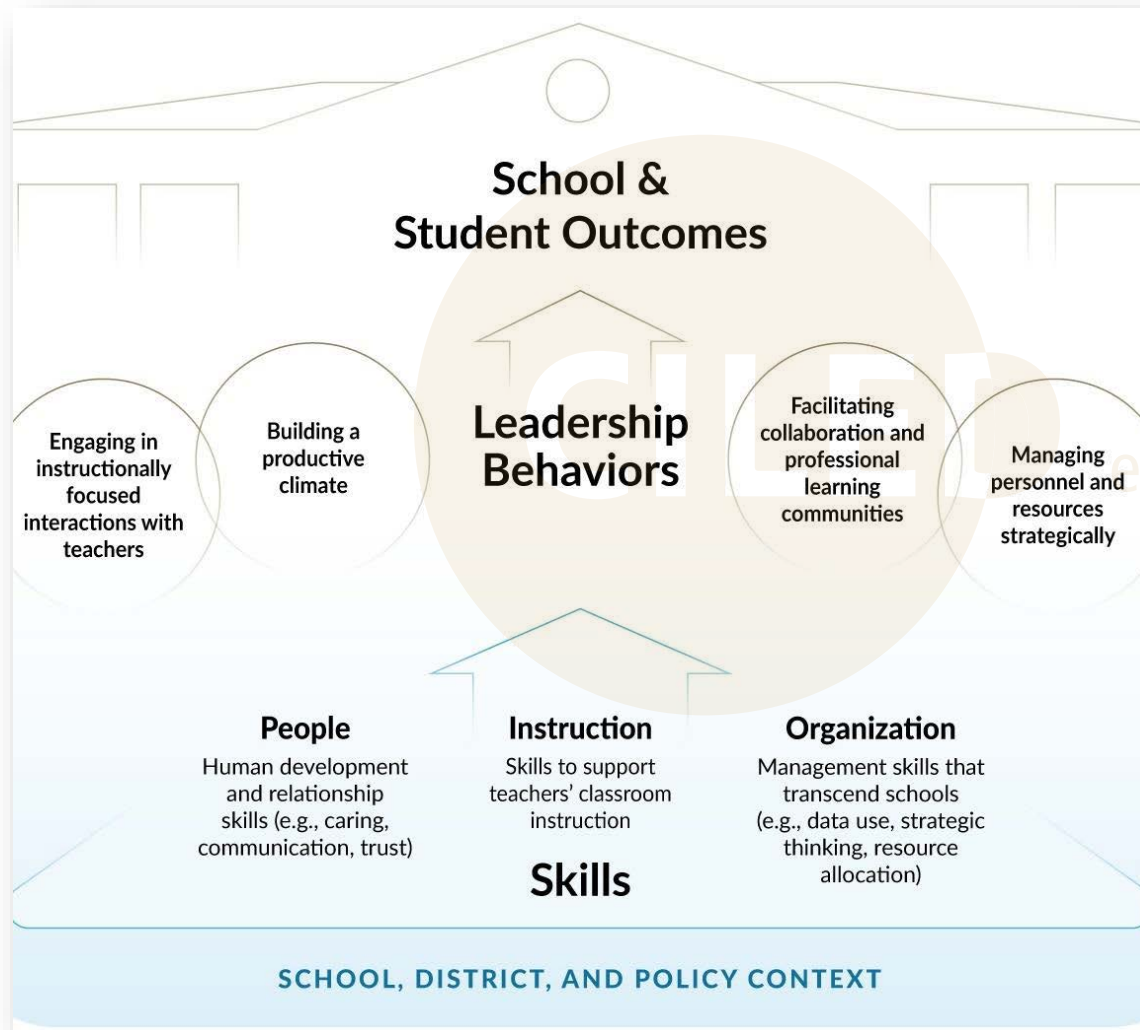 School &
Student Outcomes
Leadership
Behaviors
Engaging in
instructionally
focused
interactions with
teachers
Building a
productive
climate
Facilitating
collaboration and
professional
learning
communities
Managing
personnel and
resources
strategically
People
Human development
and relationship
skills (e.g., caring,
communication, trust)
Instruction
Skills to support
teachers' classroom
instruction
Organization
Management skills that
transcend schools
(e.g., data use, strategic
thinking, resource
allocation)
Skills
SCHOOL, DISTRICT, AND POLICY CONTEXT
CILED